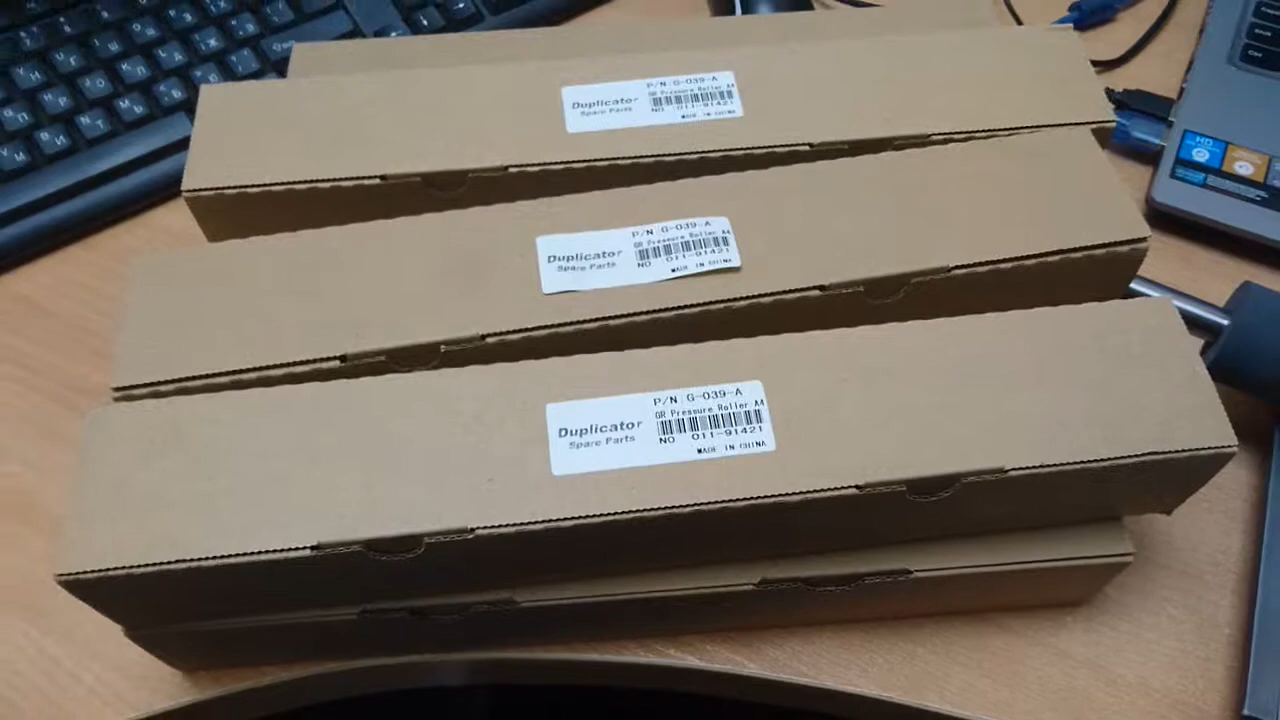 P/N G-039-A
GR Pressure Roller A4
Duplicator
Spare Parts
NO 011-91421
MADE IN CHINA
P/N G-039-A
GR Pressure Roller A4
Duplicator
Spare Parts
NO 011-91421
MADE IN CHINA
P/N G-039-A
GR Pressure Roller A4
Duplicator
Spare Parts
NO 011-91421
MADE IN CHINA
HD